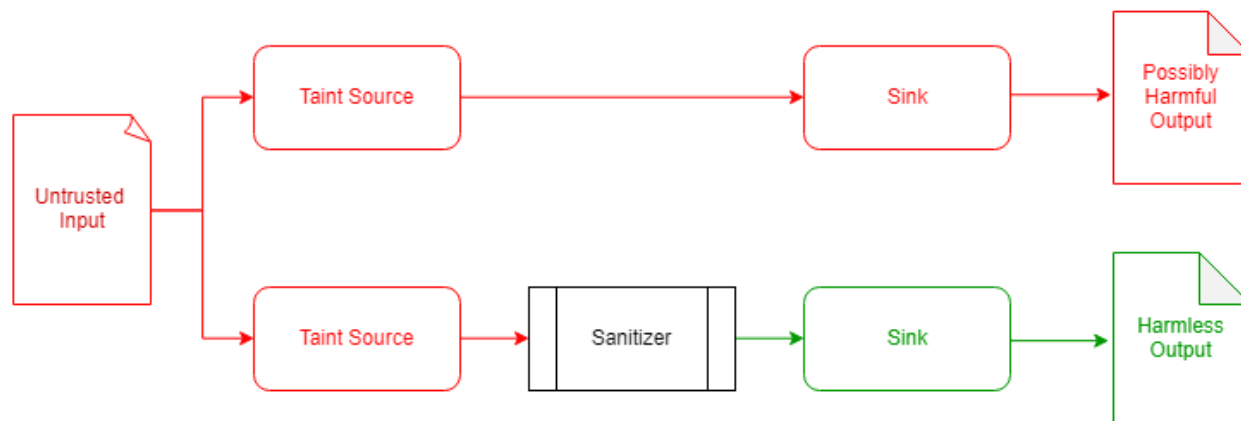 Untrusted
Input
Taint Source
Sink
Possibly
Harmful
Output
Taint Source
Sanitizer
Sink
Harmless
Output